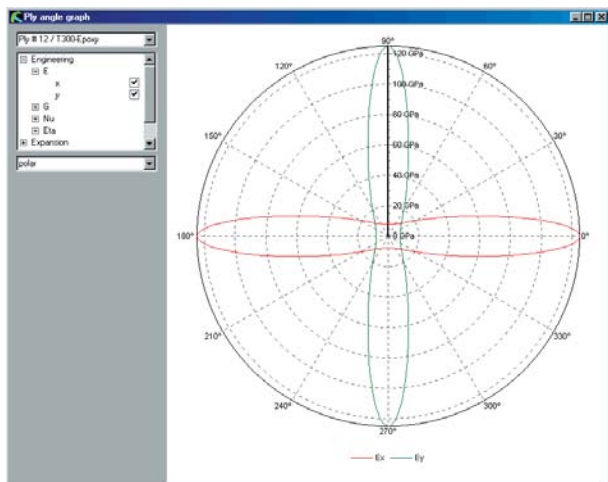 Ply angle graph
Ply # 12 / T300-Epoxy
Engineering
E
x
y
G
Nu
Eta
Expansion
polar
90°
120°
60°
120 GPa
100 GPa
150°
80 GPa
30°
60 GPa
40 GPa
20 GPa
180°
0 GPa
0°
210°
330°
240°
300°
270°
Ex
Ey